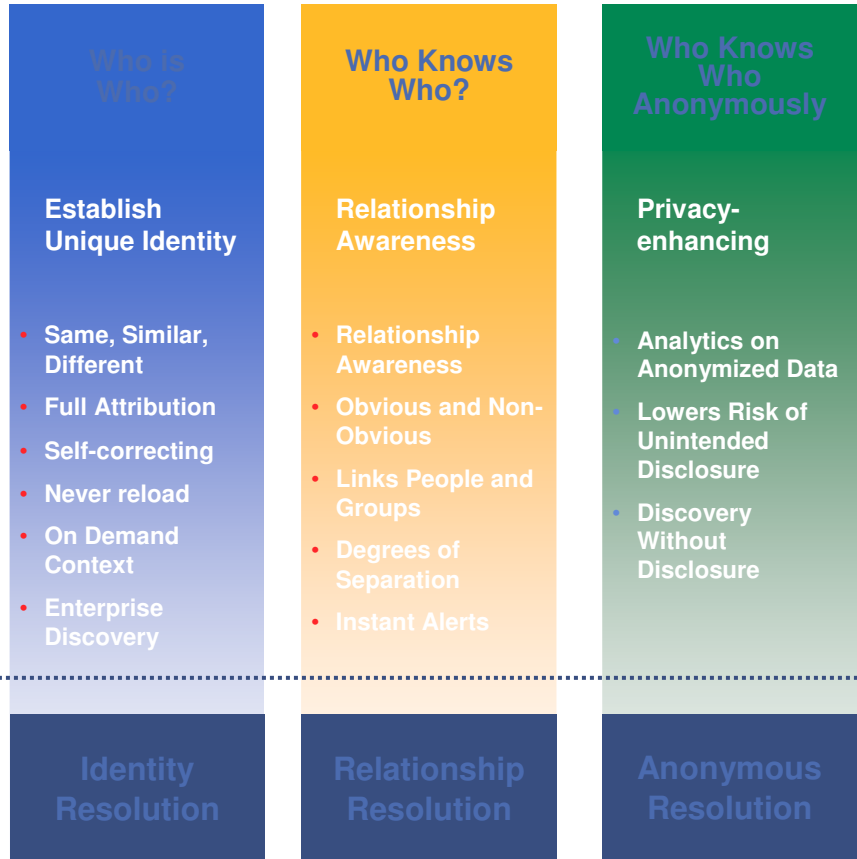 Who is
Who?
Establish
Unique Identity
• Same, Similar,
Different
• Full Attribution
• Self-correcting
• Never reload
• On Demand
Context
• Enterprise
Discovery
Identity
Resolution
Who Knows
Who?
Relationship
Awareness
• Relationship
Awareness
• Obvious and Non-
Obvious
• Links People and
Groups
• Degrees of
Separation
• Instant Alerts
Relationship
Resolution
Who Knows
Who
Anonymously
Privacy-
enhancing
• Analytics on
Anonymized Data
• Lowers Risk of
Unintended
Disclosure
• Discovery
Without
Disclosure
Anonymous
Resolution